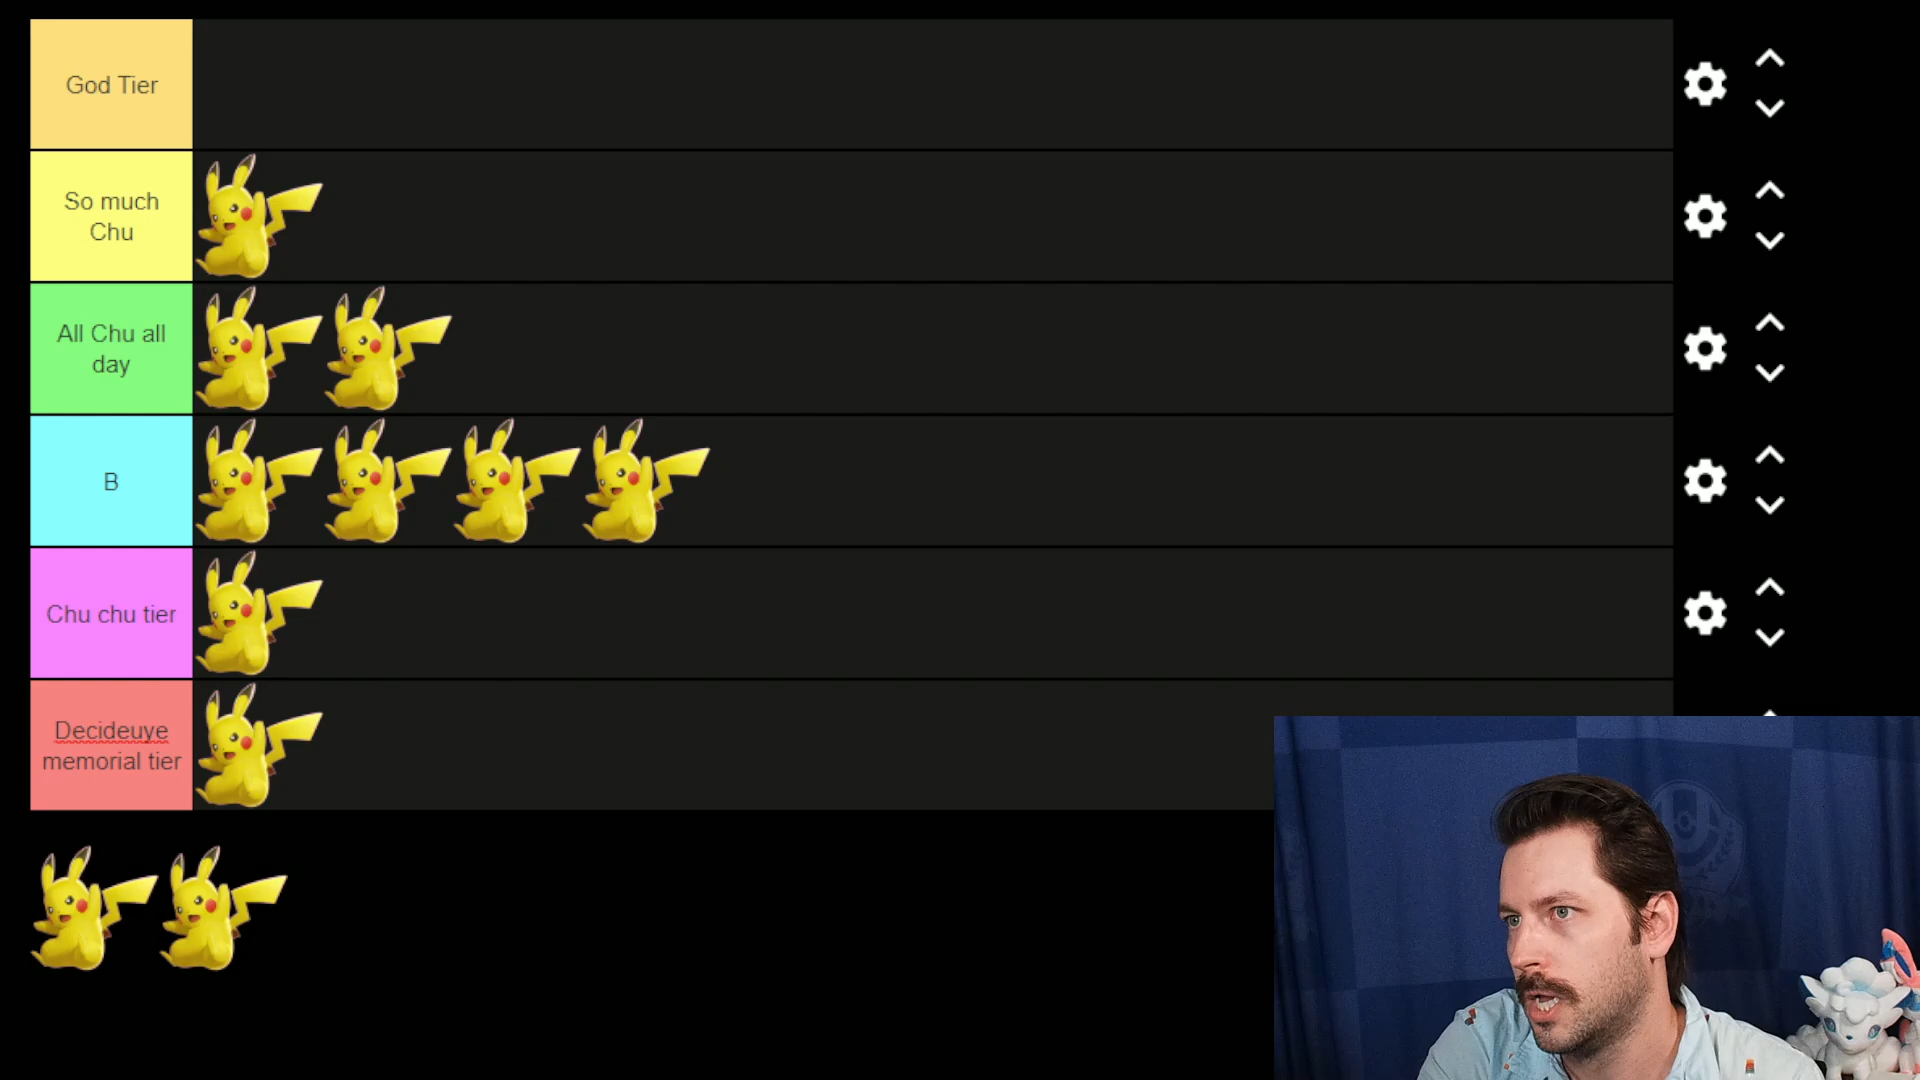 God Tier
So much
Chu
All Chu all
day
B
Chu chu tier
Decideuye
memorial tier